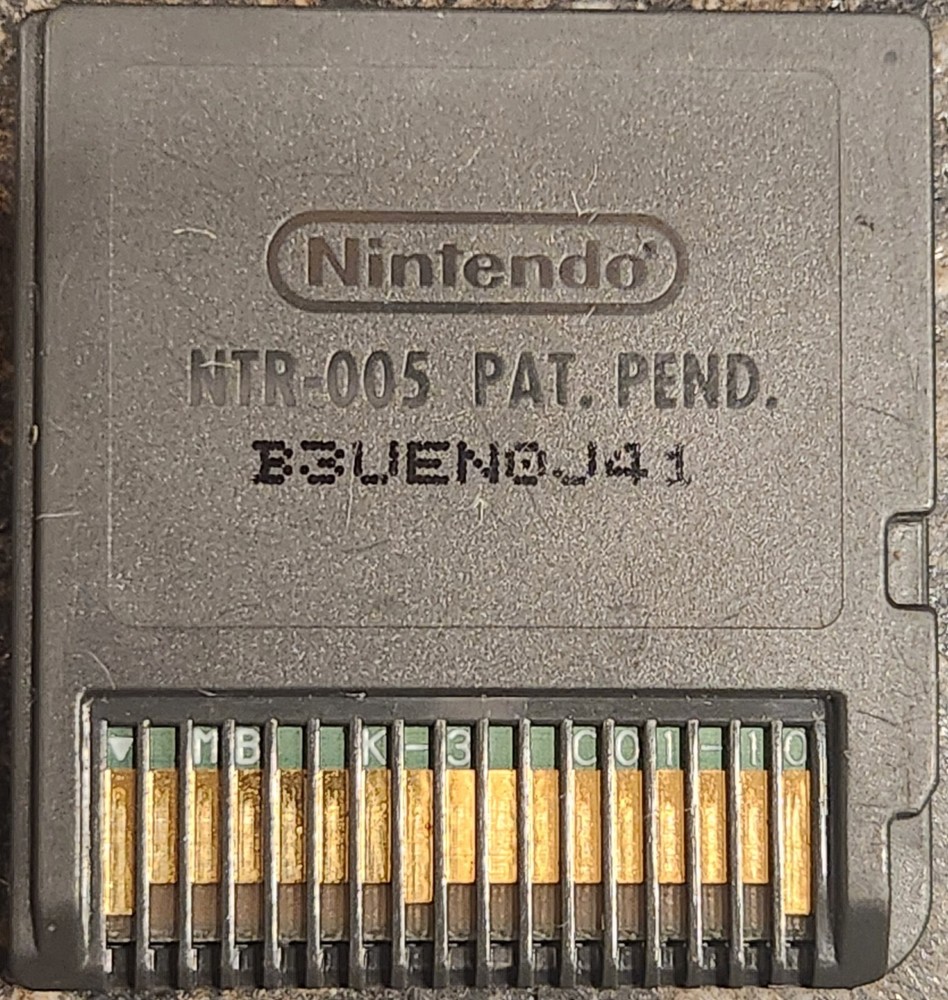 Nintendo
NTR-005 PAT. PEND.
B3UEN0J41
▼ MB K-3 C01-10